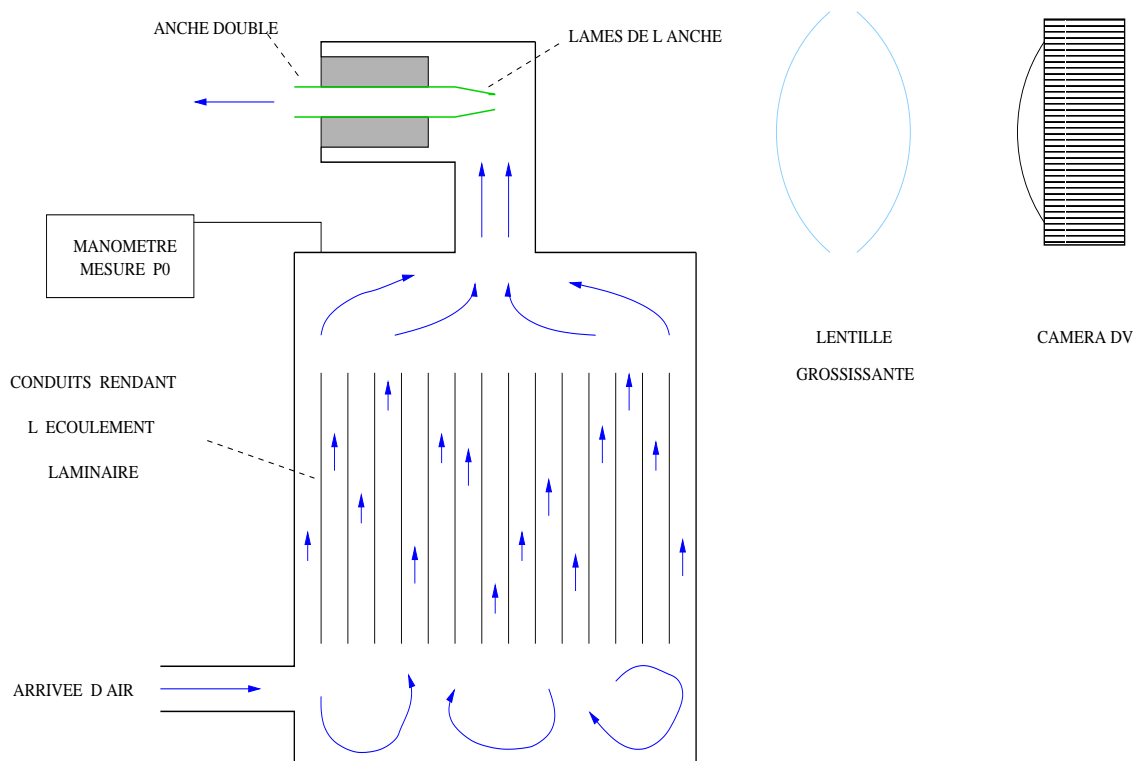 ANCHE DOUBLE
LAMES DE L ANCHE
MANOMETRE
MESURE P0
LENTILLE
GROSSISSANTE
CAMERA DV
CONDUITS RENDANT
L ECOULEMENT
LAMINAIRE
ARRIVEE D AIR